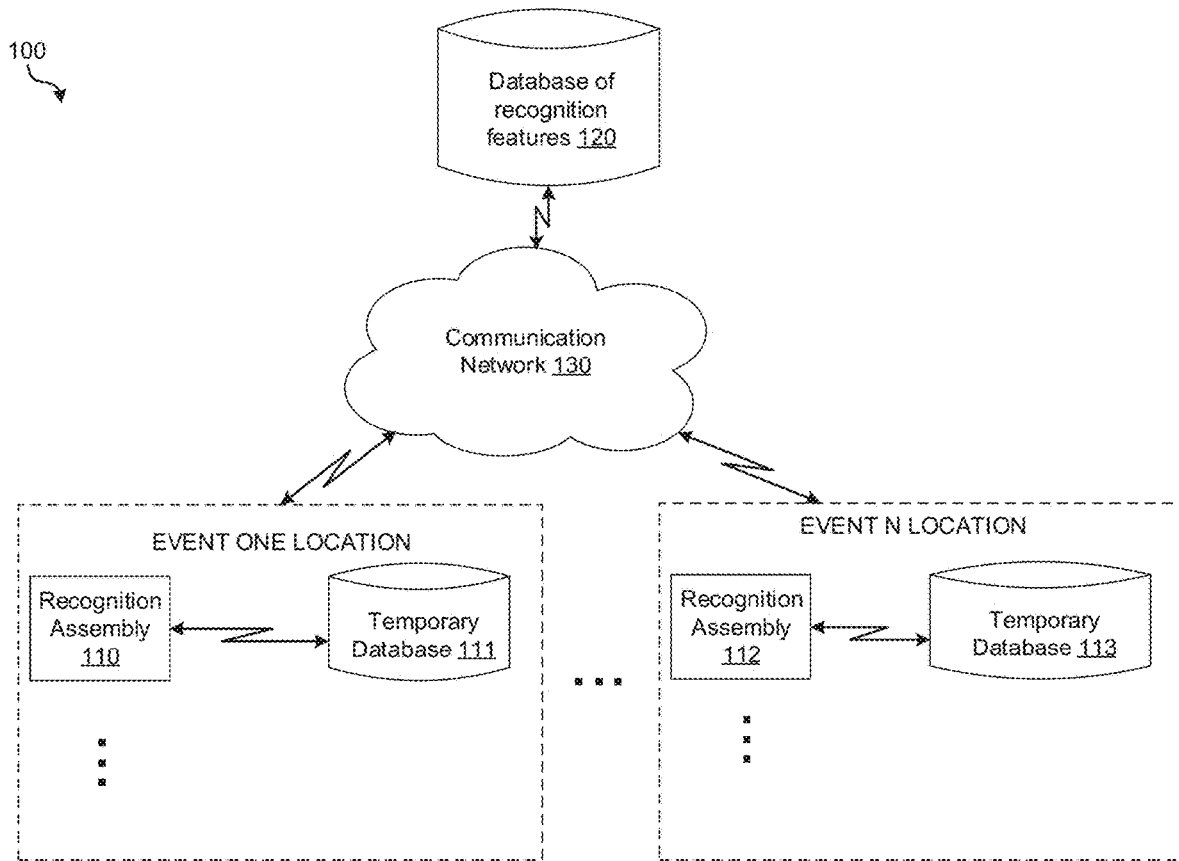 100
Database of
recognition
features 120
Communication
Network 130
EVENT ONE LOCATION
Recognition
Assembly
110
Temporary
Database 111
EVENT N LOCATION
Recognition
Assembly
112
Temporary
Database 113